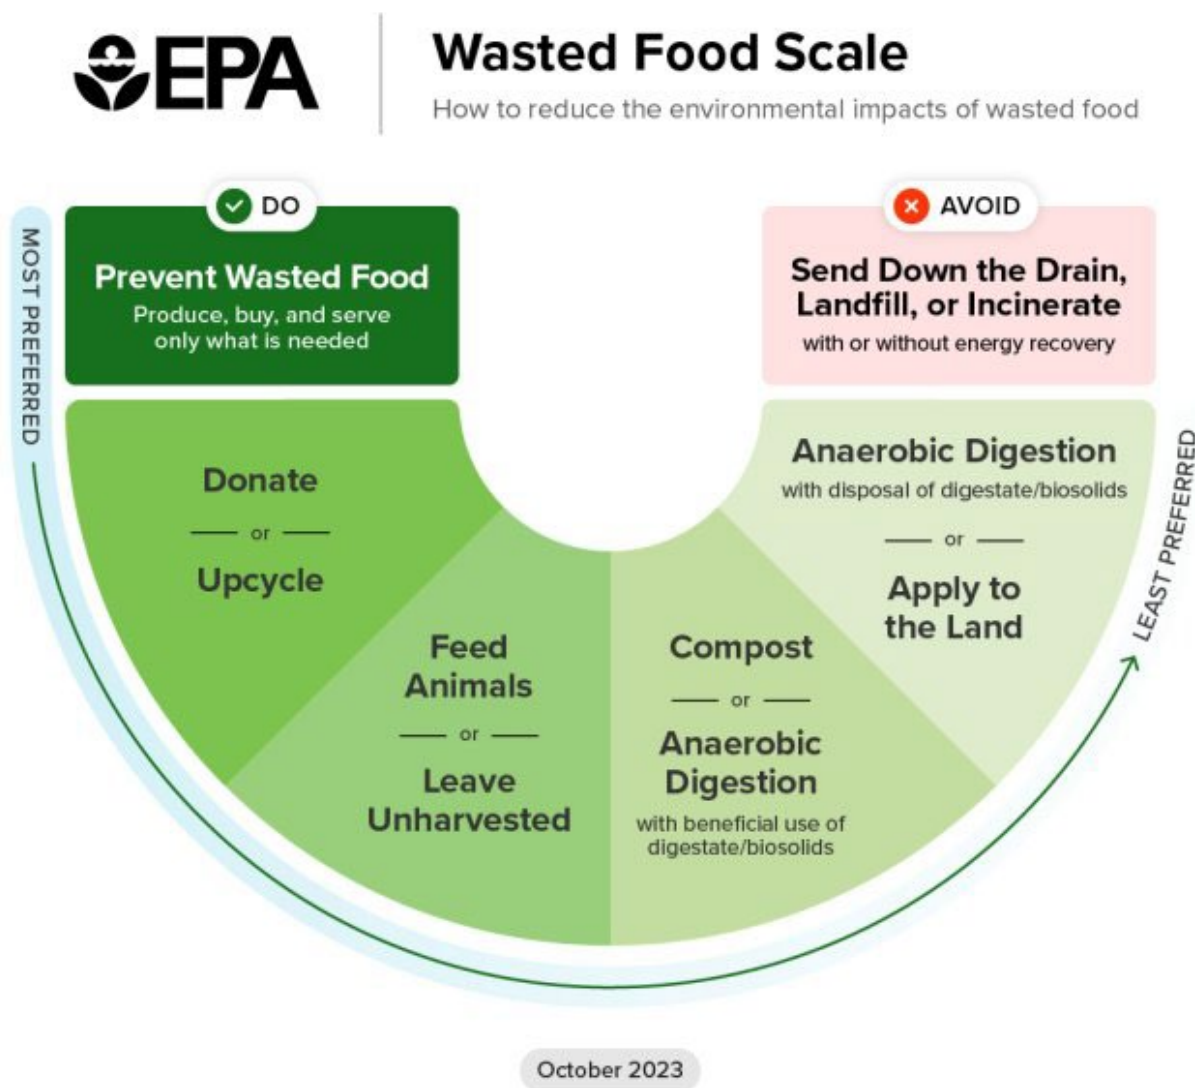 EPA
Wasted Food Scale
How to reduce the environmental impacts of wasted food
DO
Prevent Wasted Food
Produce, buy, and serve
only what is needed
AVOID
Send Down the Drain,
Landfill, or Incinerate
with or without energy recovery
MOST PREFERRED
Donate
or
Upcycle
Feed
Animals
or
Leave
Unharvested
Compost
or
Anaerobic
Digestion
with beneficial use of
digestate/biosolids
Anaerobic Digestion
with disposal of digestate/biosolids
or
Apply to
the Land
LEAST PREFERRED
October 2023